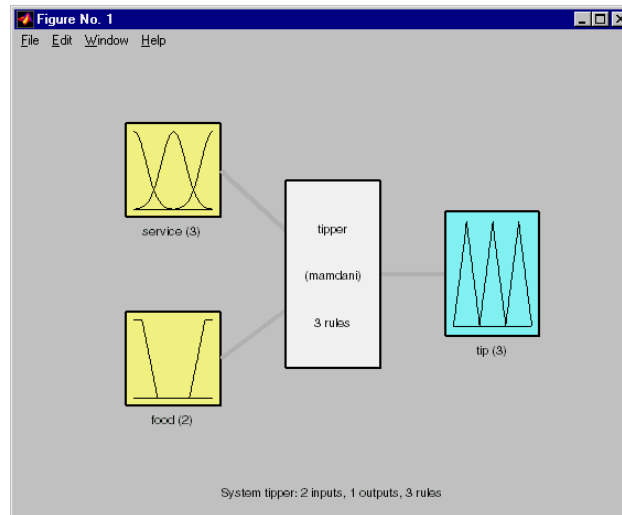 Figure No. 1
File Edit Window Help
service (3)
tipper
(mamdani)
3 rules
tip (3)
food (2)
System tipper: 2 inputs, 1 outputs, 3 rules